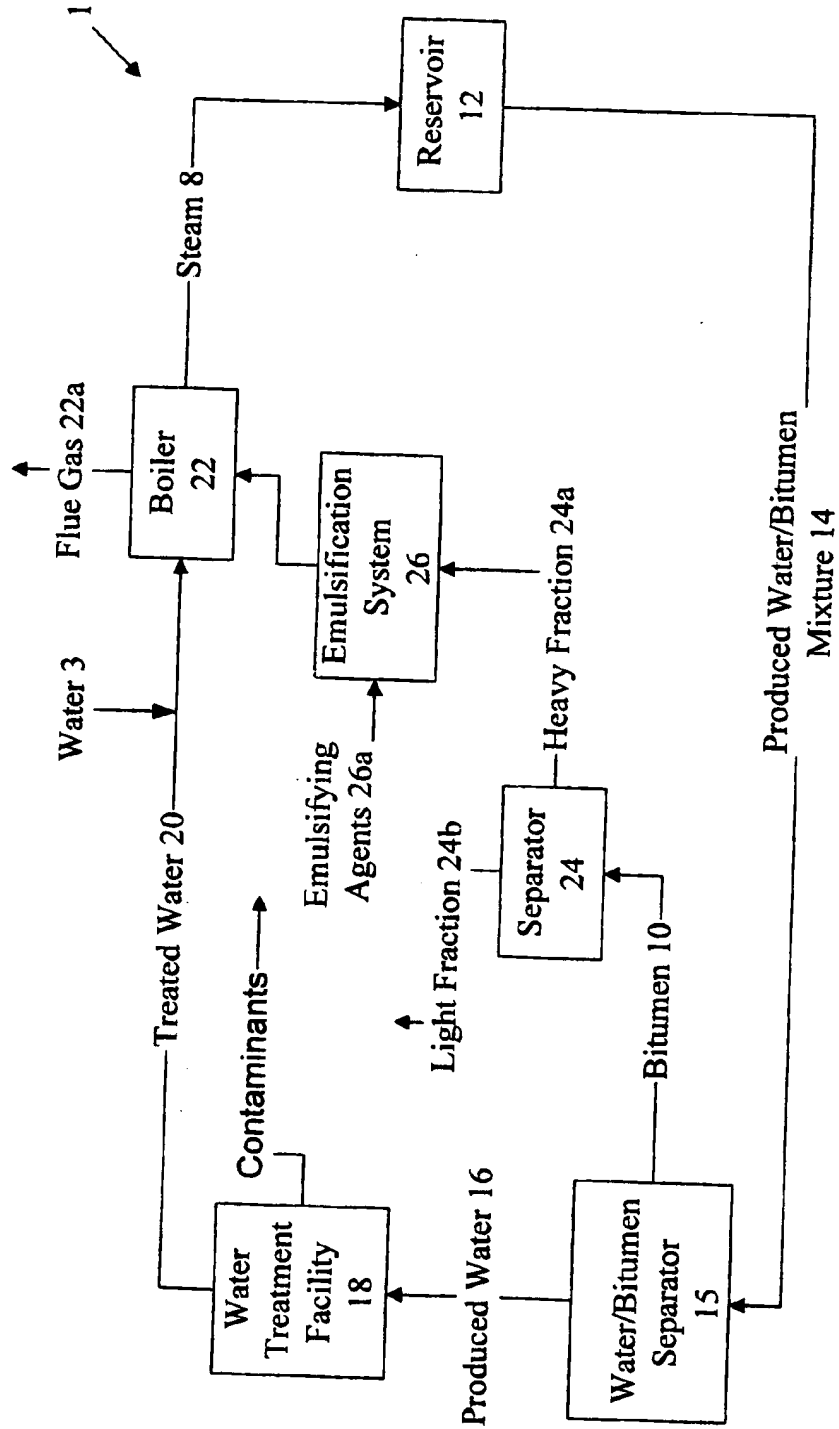 1
Flue Gas 22a
Water 3
Treated Water 20
Boiler
22
Steam 8
Contaminants
Water
Treatment
Facility
18
Emulsifying
Agents 26a
Emulsification
System
26
Reservoir
12
Produced Water 16
Light Fraction 24b
Separator
24
Heavy Fraction 24a
Water/Bitumen
Separator
15
Bitumen 10
Produced Water/Bitumen
Mixture 14